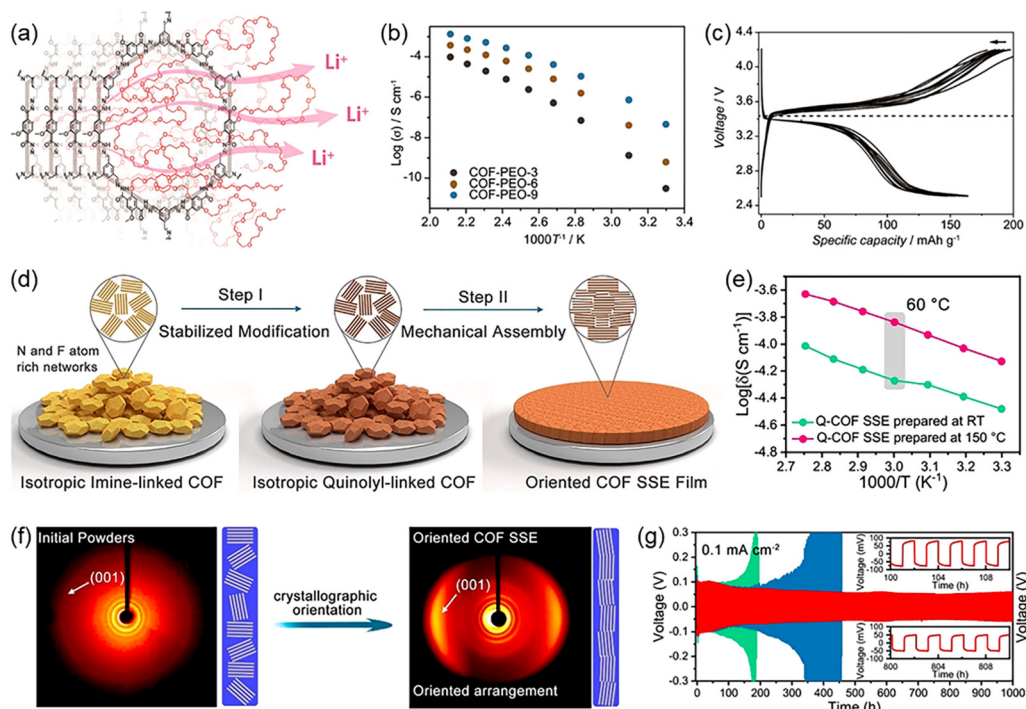 (a)
Li⁺
Li⁺
Li⁺
(b)
Log (σ) / S cm⁻¹
-4
-6
-8
-10
COF-PEO-3
COF-PEO-6
COF-PEO-9
2.0 2.2 2.4 2.6 2.8 3.0 3.2 3.4
1000T⁻¹ / K
(c)
Voltage / V
4.2
3.6
3.0
2.4
0 50 100 150 200
Specific capacity / mAh g⁻¹
(d)
Step I
Stabilized Modification
Step II
Mechanical Assembly
N and F atom
rich networks
Isotropic Imine-linked COF
Isotropic Quinolyl-linked COF
Oriented COF SSE Film
(e)
Log[δ(S cm⁻¹)]
-3.6
-3.8
-4.0
-4.2
-4.4
-4.6
-4.8
60 °C
Q-COF SSE prepared at RT
Q-COF SSE prepared at 150 °C
2.7 2.8 2.9 3.0 3.1 3.2 3.3
1000/T (K⁻¹)
(f)
Initial Powders
(001)
crystallographic
orientation
Oriented COF SSE
(001)
Oriented arrangement
(g)
Voltage (V)
0.3
0.2
0.1
0.0
-0.1
-0.2
-0.3
0.1 mA cm⁻²
Voltage (mV)
100
50
0
-50
-100
100 104 108
Time (h)
Voltage (mV)
100
50
0
-50
-100
800 804 808
Time (h)
0 100 200 300 400 500 600 700 800 900 1000
Time (h)
Voltage (V)